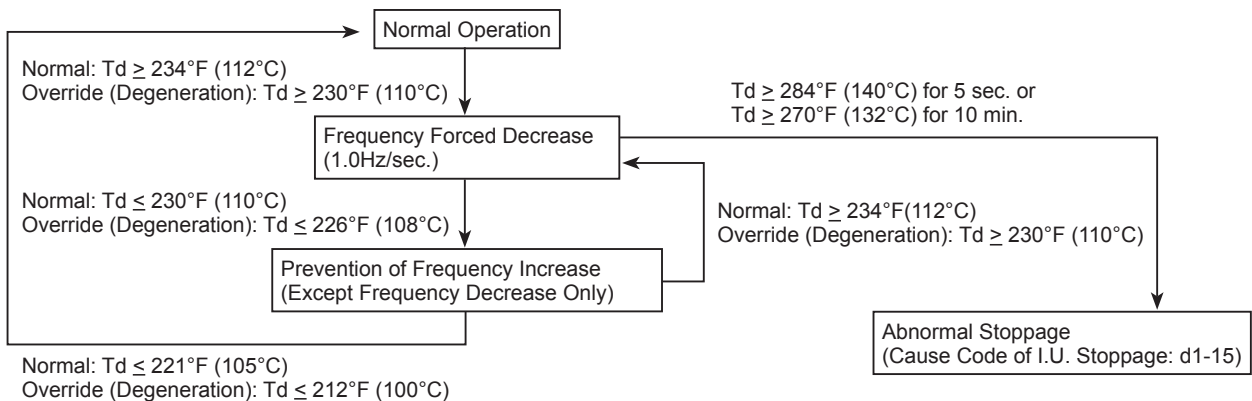 Normal Operation
Normal: Td ≥ 234°F (112°C)
Override (Degeneration): Td ≥ 230°F (110°C)
Td ≥ 284°F (140°C) for 5 sec. or
Td ≥ 270°F (132°C) for 10 min.
Frequency Forced Decrease
(1.0Hz/sec.)
Normal: Td ≤ 230°F (110°C)
Override (Degeneration): Td ≤ 226°F (108°C)
Normal: Td ≥ 234°F(112°C)
Override (Degeneration): Td ≥ 230°F (110°C)
Prevention of Frequency Increase
(Except Frequency Decrease Only)
Abnormal Stoppage
(Cause Code of I.U. Stoppage: d1-15)
Normal: Td ≤ 221°F (105°C)
Override (Degeneration): Td ≤ 212°F (100°C)